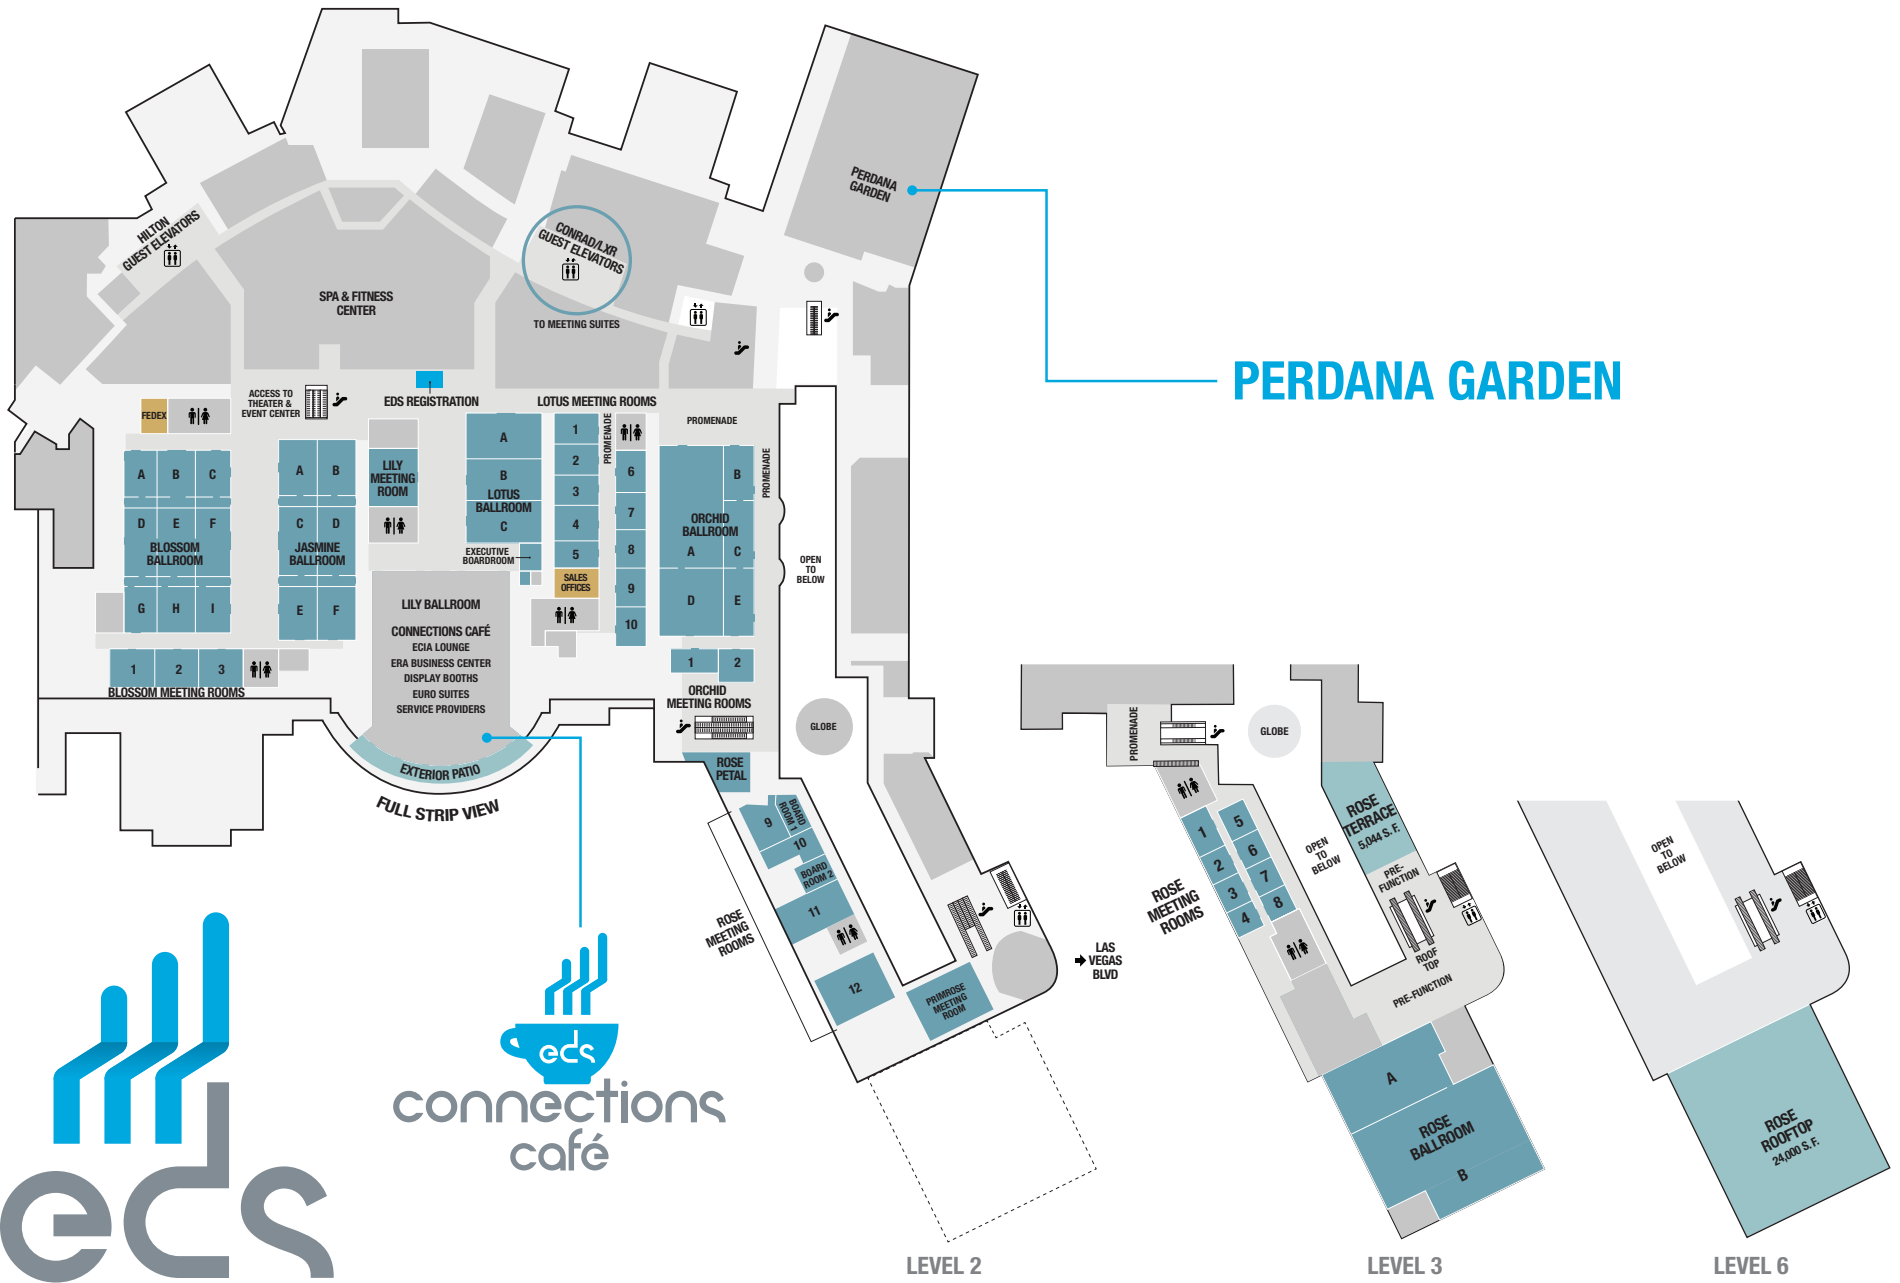 PERDANA
GARDEN
PERDANA GARDEN
HILTON
GUEST ELEVATORS
CONRAD/LXR
GUEST ELEVATORS
TO MEETING SUITES
SPA & FITNESS
CENTER
ACCESS TO
THEATER &
EVENT CENTER
EDS REGISTRATION
LOTUS MEETING ROOMS
FEDEX
PROMENADE
PROMENADE
PROMENADE
A
B
C
D
E
F
BLOSSOM
BALLROOM
G
H
I
A
B
C
D
JASMINE
BALLROOM
E
F
LILY
MEETING
ROOM
A
B
LOTUS
BALLROOM
C
EXECUTIVE
BOARDROOM
1
2
3
4
5
SALES
OFFICES
6
7
8
9
10
B
ORCHID
BALLROOM
A
C
D
E
OPEN
TO
BELOW
1
2
3
BLOSSOM MEETING ROOMS
LILY BALLROOM
CONNECTIONS CAFÉ
ECIA LOUNGE
ERA BUSINESS CENTER
DISPLAY BOOTHS
EURO SUITES
SERVICE PROVIDERS
EXTERIOR PATIO
FULL STRIP VIEW
1
2
ORCHID
MEETING ROOMS
GLOBE
ROSE
PETAL
9
BOARD
ROOM 1
10
BOARD
ROOM 2
11
12
ROSE
MEETING
ROOMS
PRIMROSE
MEETING
ROOM
LAS
VEGAS
BLVD
LEVEL 2
PROMENADE
GLOBE
ROSE
TERRACE
5,044 S. F.
1
2
3
4
5
6
7
8
ROSE
MEETING
ROOMS
OPEN
TO
BELOW
PRE-
FUNCTION
ROOF
TOP
PRE-FUNCTION
A
ROSE
BALLROOM
B
LEVEL 3
OPEN
TO
BELOW
ROSE
ROOFTOP
24,000 S. F.
LEVEL 6
eds
eds
connections
café